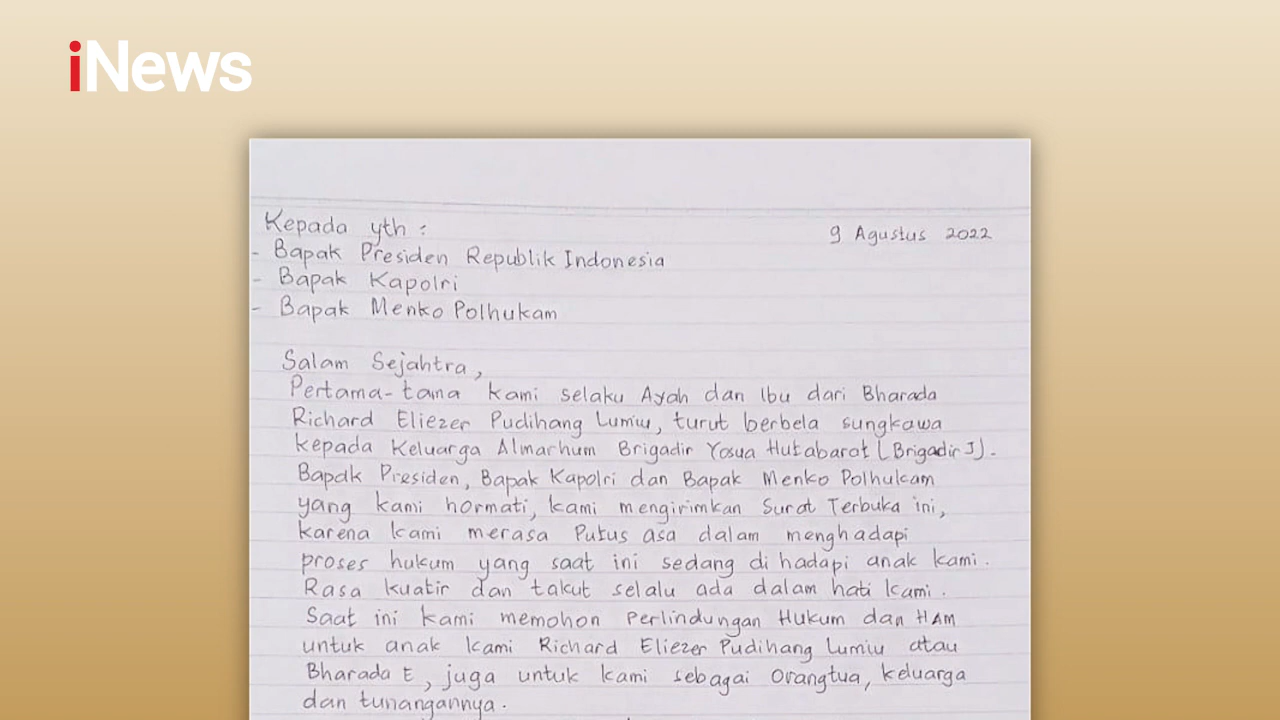 iNews
Kepada yth :
9 Agustus 2022
- Bapak Presiden Republik Indonesia
- Bapak Kapolri
- Bapak Menko Polhukam
Salam Sejahtra,
Pertama-tama kami selaku Ayah dan Ibu dari Bharada
Richard Eliezer Pudihang Lumiu, turut berbela sungkawa
kepada Keluarga Almarhum Brigadir Yosua Hutabarat (Brigadir J).
Bapak Presiden, Bapak Kapolri dan Bapak Menko Polhukam
yang kami hormati, kami mengirimkan Surat Terbuka ini,
karena kami merasa Putus asa dalam menghadapi
proses hukum yang saat ini sedang di hadapi anak kami.
Rasa kuatir dan takut selalu ada dalam hati kami.
Saat ini kami memohon Perlindungan Hukum dan HAM
untuk anak kami Richard Eliezer Pudihang Lumiu atau
Bharada E, juga untuk kami sebagai Orangtua, keluarga
dan tunangannya.